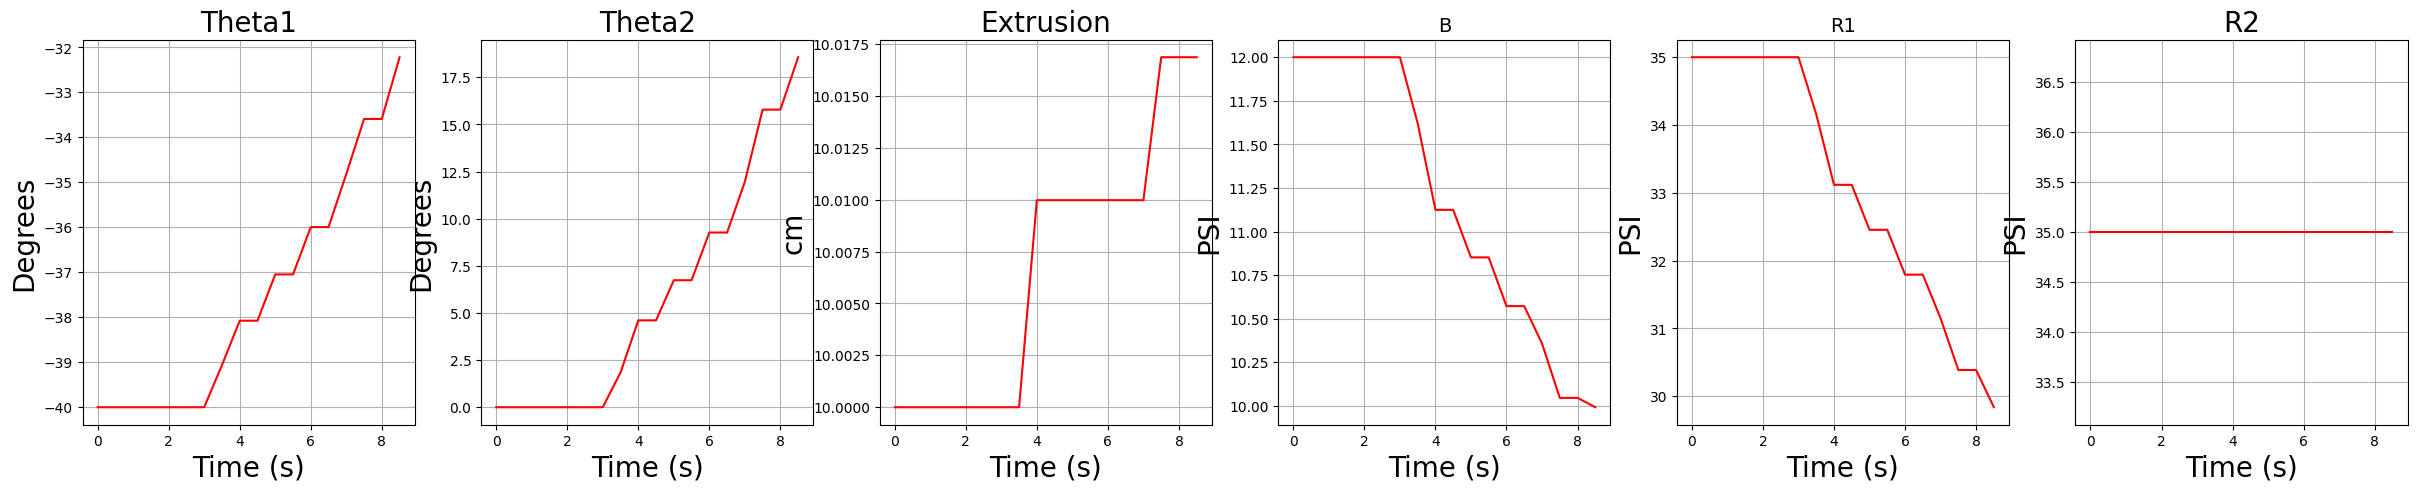 Theta1
Degrees
−32
−33
−34
−35
−36
−37
−38
−39
−40
0 2 4 6 8
Time (s)
Theta2
Degrees
17.5
15.0
12.5
10.0
7.5
5.0
2.5
0.0
0 2 4 6 8
Time (s)
Extrusion
cm
10.0175
10.0150
10.0125
10.0100
10.0075
10.0050
10.0025
10.0000
0 2 4 6 8
Time (s)
B
PSI
12.00
11.75
11.50
11.25
11.00
10.75
10.50
10.25
10.00
0 2 4 6 8
Time (s)
R1
PSI
35
34
33
32
31
30
0 2 4 6 8
Time (s)
R2
PSI
36.5
36.0
35.5
35.0
34.5
34.0
33.5
0 2 4 6 8
Time (s)